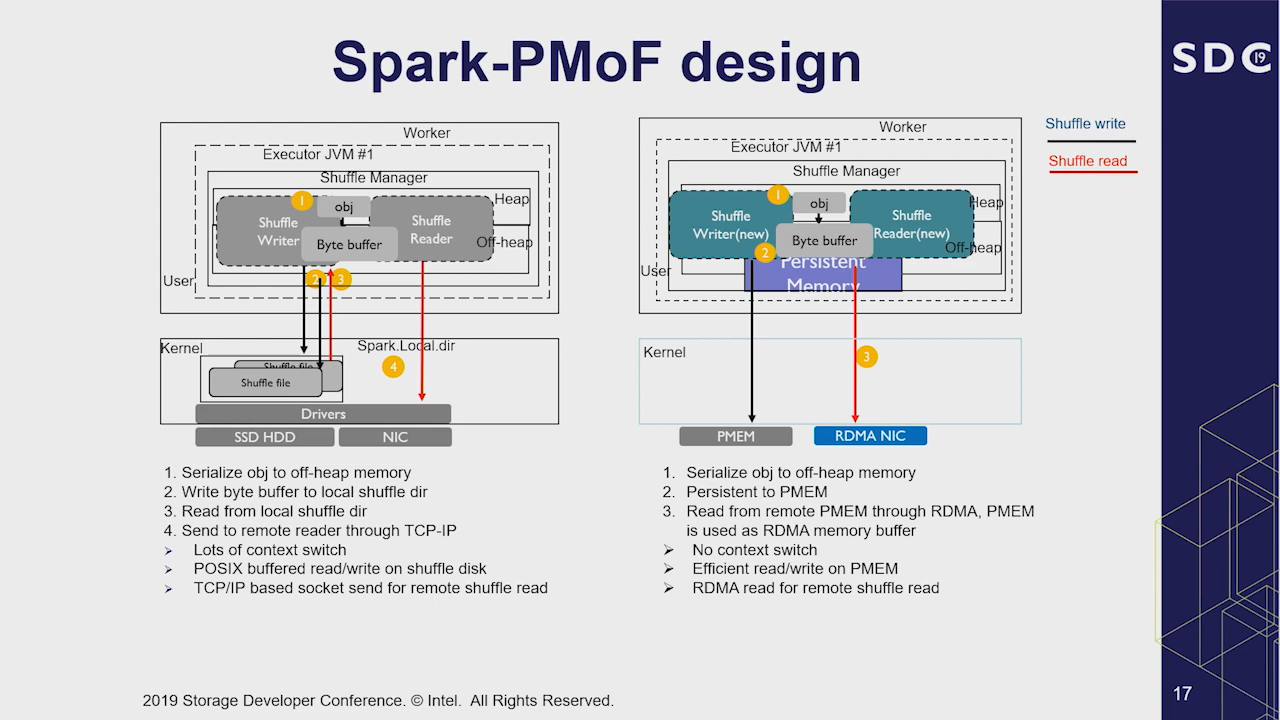 Spark-PMoF design
SDC 19
Worker
Executor JVM #1
Shuffle Manager
Heap
1
obj
Shuffle
Writer
Shuffle
Reader
Byte buffer
Off-heap
User
2
3
Kernel
Spark.Local.dir
4
Shuffle file
Shuffle file
Drivers
SSD HDD
NIC
1. Serialize obj to off-heap memory
2. Write byte buffer to local shuffle dir
3. Read from local shuffle dir
4. Send to remote reader through TCP-IP
➢ Lots of context switch
➢ POSIX buffered read/write on shuffle disk
➢ TCP/IP based socket send for remote shuffle read
Worker
Executor JVM #1
Shuffle Manager
Heap
1
obj
Shuffle
Writer(new)
Shuffle
Reader(new)
Byte buffer
Off-heap
2
Persistent
Memory
User
Kernel
3
PMEM
RDMA NIC
1. Serialize obj to off-heap memory
2. Persistent to PMEM
3. Read from remote PMEM through RDMA, PMEM
is used as RDMA memory buffer
➢ No context switch
➢ Efficient read/write on PMEM
➢ RDMA read for remote shuffle read
Shuffle write
Shuffle read
2019 Storage Developer Conference. © Intel. All Rights Reserved.
17